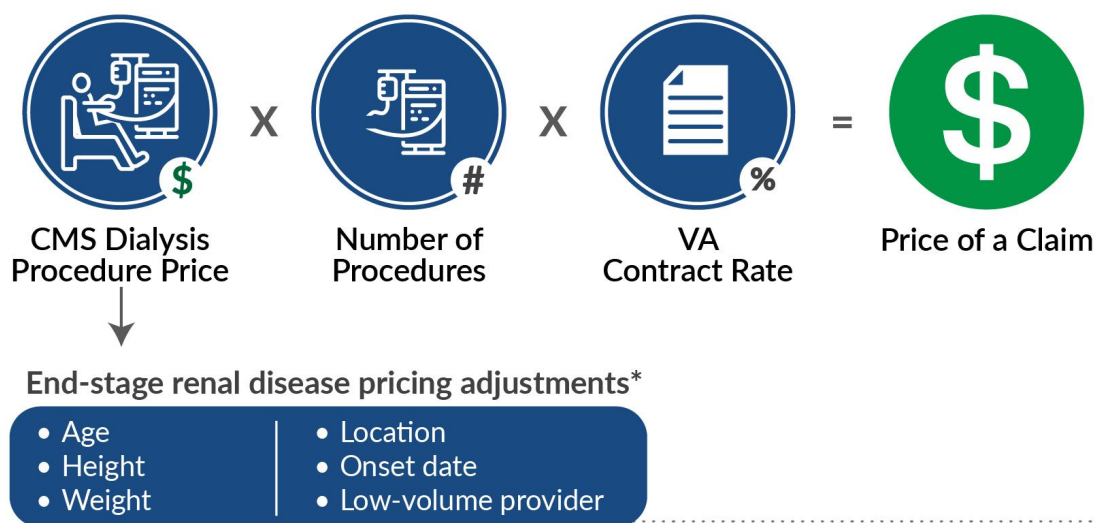 $ X # X % = $
CMS Dialysis
Procedure Price
Number of
Procedures
VA
Contract Rate
Price of a Claim
End-stage renal disease pricing adjustments*
• Age
• Height
• Weight
• Location
• Onset date
• Low-volume provider